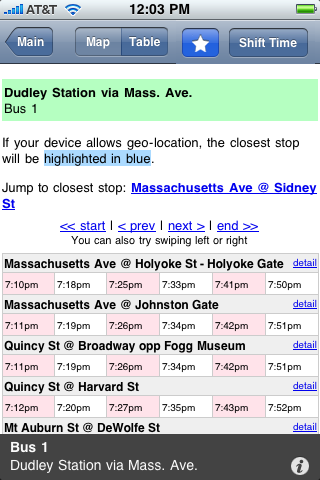 AT&T 12:03 PM
Main Map Table Shift Time
Dudley Station via Mass. Ave.
Bus 1
If your device allows geo-location, the closest stop
will be highlighted in blue.
Jump to closest stop: Massachusetts Ave @ Sidney
St
<< start | < prev | next > | end >>
You can also try swiping left or right
Massachusetts Ave @ Holyoke St - Holyoke Gate detail
7:10pm 7:18pm 7:25pm 7:33pm 7:41pm 7:50pm
Massachusetts Ave @ Johnston Gate detail
7:11pm 7:19pm 7:26pm 7:34pm 7:42pm 7:51pm
Quincy St @ Broadway opp Fogg Museum detail
7:11pm 7:19pm 7:26pm 7:34pm 7:42pm 7:51pm
Quincy St @ Harvard St detail
7:12pm 7:20pm 7:27pm 7:35pm 7:43pm 7:52pm
Mt Auburn St @ DeWolfe St detail
Bus 1
Dudley Station via Mass. Ave.